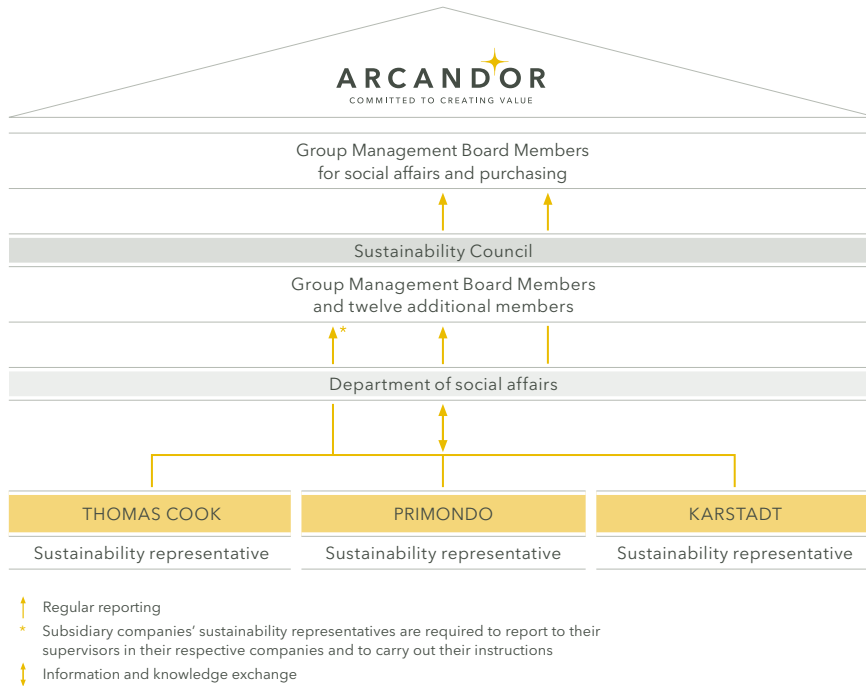 ARCANDOR
COMMITTED TO CREATING VALUE
Group Management Board Members
for social affairs and purchasing
Sustainability Council
Group Management Board Members
and twelve additional members
*
Department of social affairs
THOMAS COOK
PRIMONDO
KARSTADT
Sustainability representative
Sustainability representative
Sustainability representative
Regular reporting
* Subsidiary companies’ sustainability representatives are required to report to their
supervisors in their respective companies and to carry out their instructions
Information and knowledge exchange